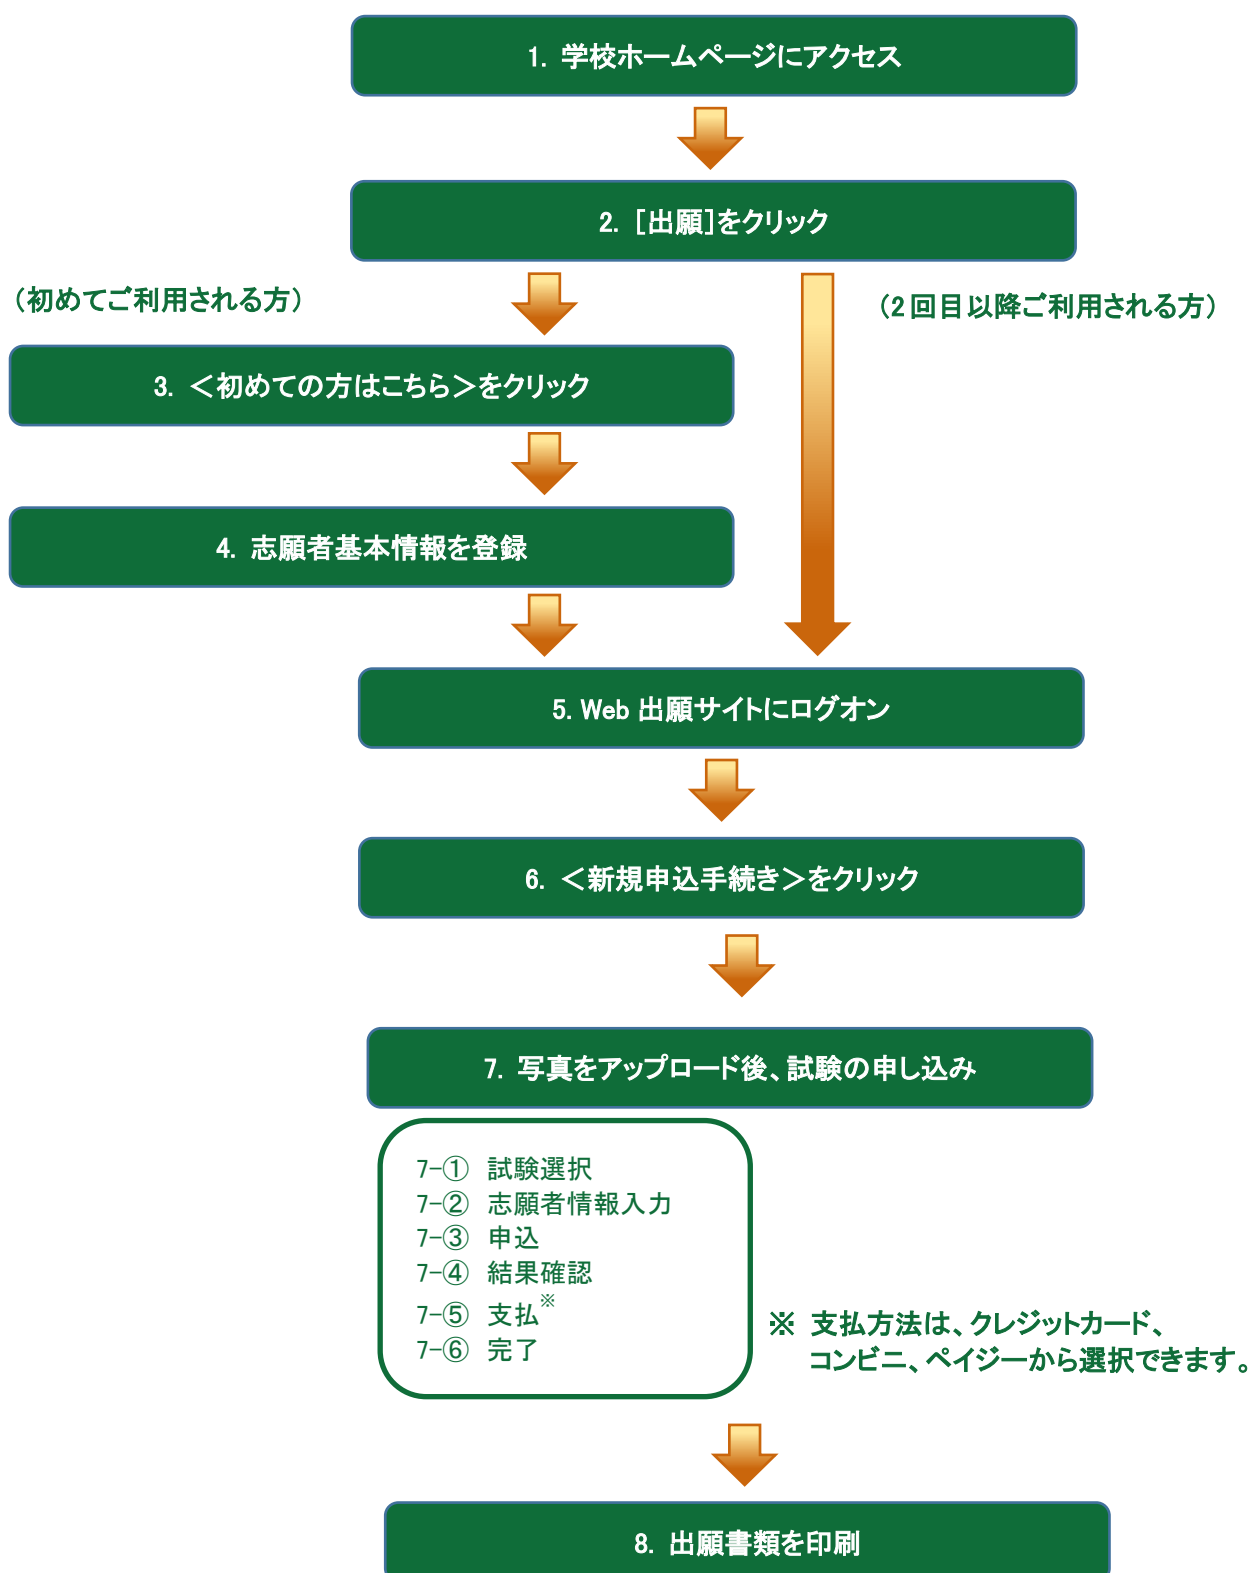 1. 学校ホームページにアクセス
2. [出願]をクリック
（初めてご利用される方）
（2回目以降ご利用される方）
3. ＜初めての方はこちら＞をクリック
4. 志願者基本情報を登録
5. Web 出願サイトにログオン
6. ＜新規申込手続き＞をクリック
7. 写真をアップロード後、試験の申し込み
7-① 試験選択
7-② 志願者情報入力
7-③ 申込
7-④ 結果確認
7-⑤ 支払※
7-⑥ 完了
※ 支払方法は、クレジットカード、
コンビニ、ペイジーから選択できます。
8. 出願書類を印刷